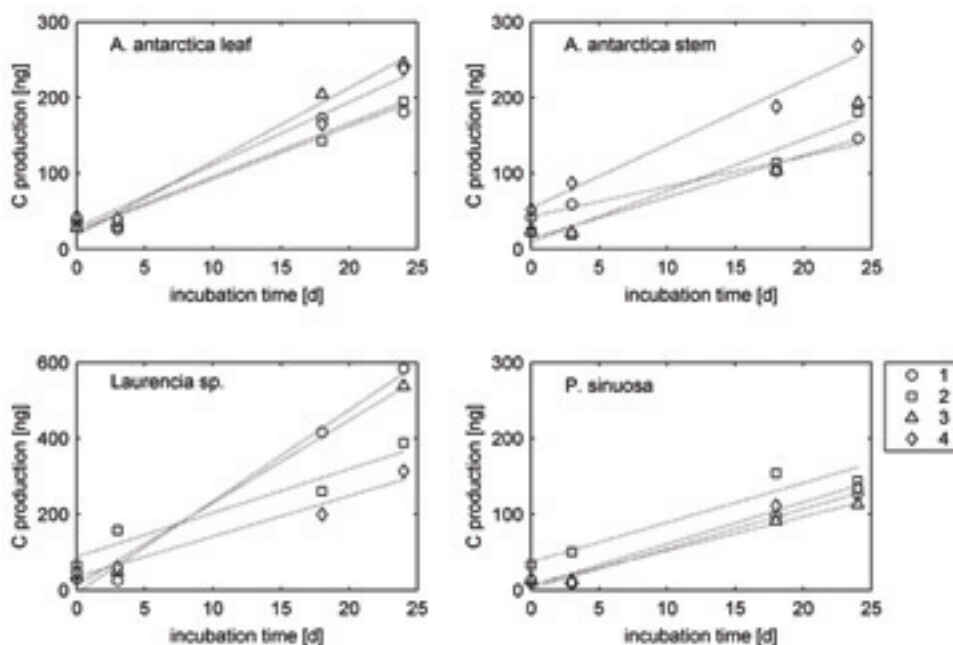 A. antarctica leaf
C production [ng]
300
200
100
0
0 5 10 15 20 25
incubation time [d]
A. antarctica stem
C production [ng]
300
200
100
0
0 5 10 15 20 25
incubation time [d]
Laurencia sp.
C production [ng]
600
400
200
0
0 5 10 15 20 25
incubation time [d]
P. sinuosa
C production [ng]
300
200
100
0
0 5 10 15 20 25
incubation time [d]
1
2
3
4